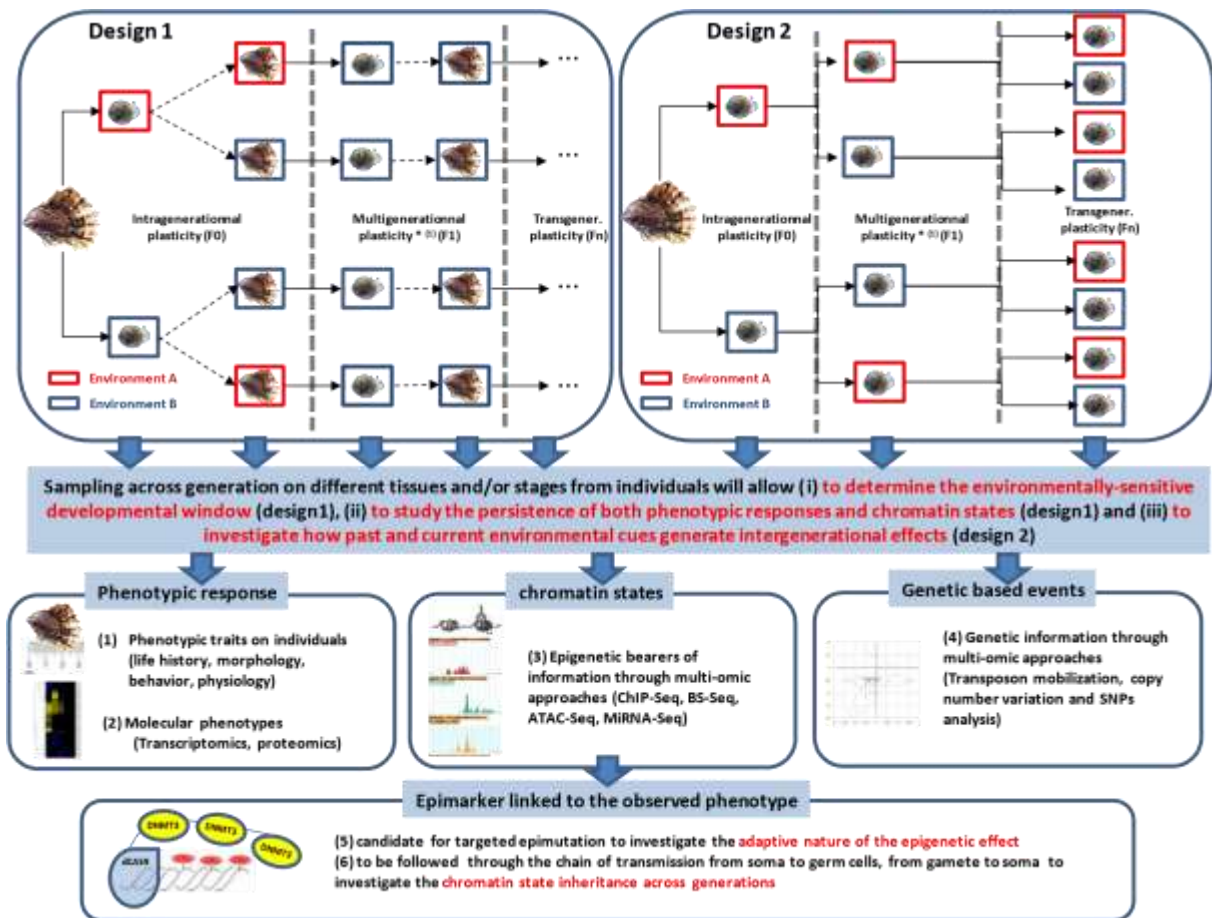 Design 1
Intragenerationnal
plasticity (F0)
Multigenerationnal
plasticity * (S) (F1)
Transgener.
plasticity (Fn)
...
...
...
...
Environment A
Environment B
Design 2
Intragenerationnal
plasticity (F0)
Multigenerationnal
plasticity * (S) (F1)
Transgener.
plasticity (Fn)
Environment A
Environment B
Sampling across generation on different tissues and/or stages from individuals will allow (i) to determine the environmentally-sensitive
developmental window (design1), (ii) to study the persistence of both phenotypic responses and chromatin states (design1) and (iii) to
investigate how past and current environmental cues generate intergenerational effects (design 2)
Phenotypic response
(1) Phenotypic traits on individuals
(life history, morphology,
behavior, physiology)
(2) Molecular phenotypes
(Transcriptomics, proteomics)
chromatin states
(3) Epigenetic bearers of
information through multi-omic
approaches (ChIP-Seq, BS-Seq,
ATAC-Seq, MiRNA-Seq)
Genetic based events
(4) Genetic information through
multi-omic approaches
(Transposon mobilization, copy
number variation and SNPs
analysis)
Epimarker linked to the observed phenotype
DNMT3
DNMT3
DNMT3
(5) candidate for targeted epimutation to investigate the adaptive nature of the epigenetic effect
(6) to be followed through the chain of transmission from soma to germ cells, from gamete to soma to
investigate the chromatin state inheritance across generations